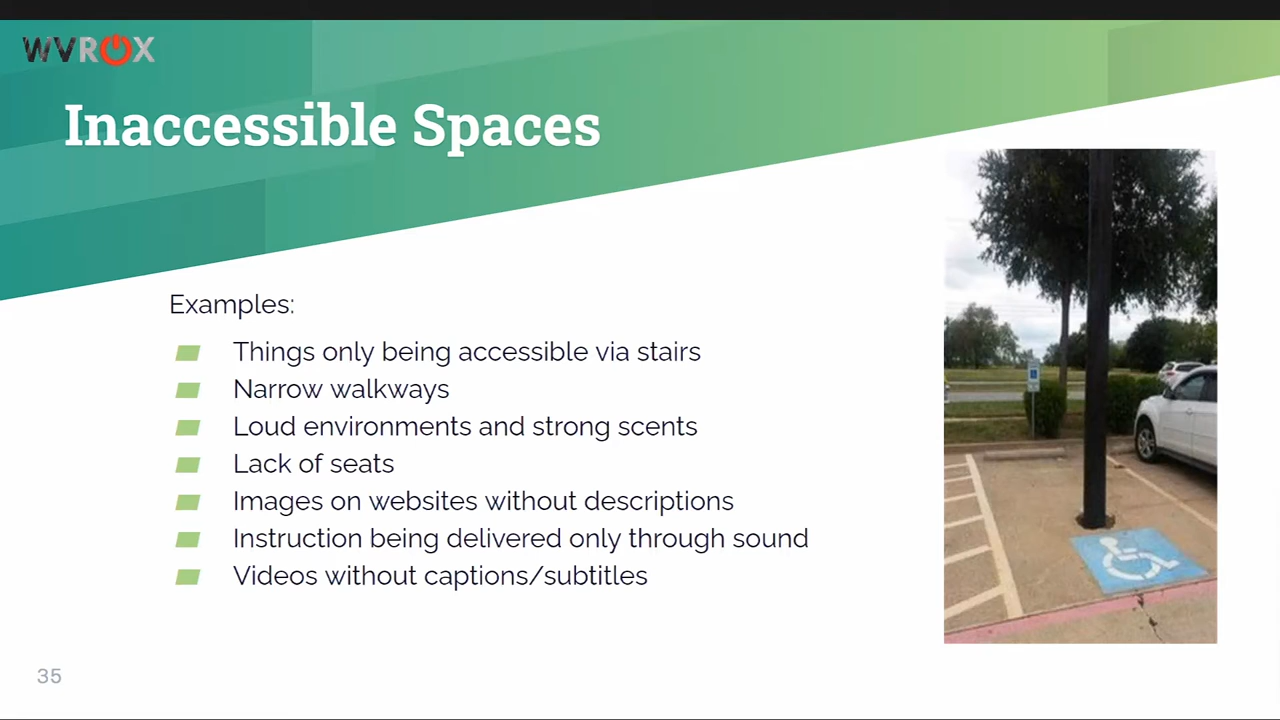 WVROX
Inaccessible Spaces
Examples:
Things only being accessible via stairs
Narrow walkways
Loud environments and strong scents
Lack of seats
Images on websites without descriptions
Instruction being delivered only through sound
Videos without captions/subtitles
35